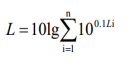 L = 10lg∑_{i=1}^{n} 10^{0.1Li}